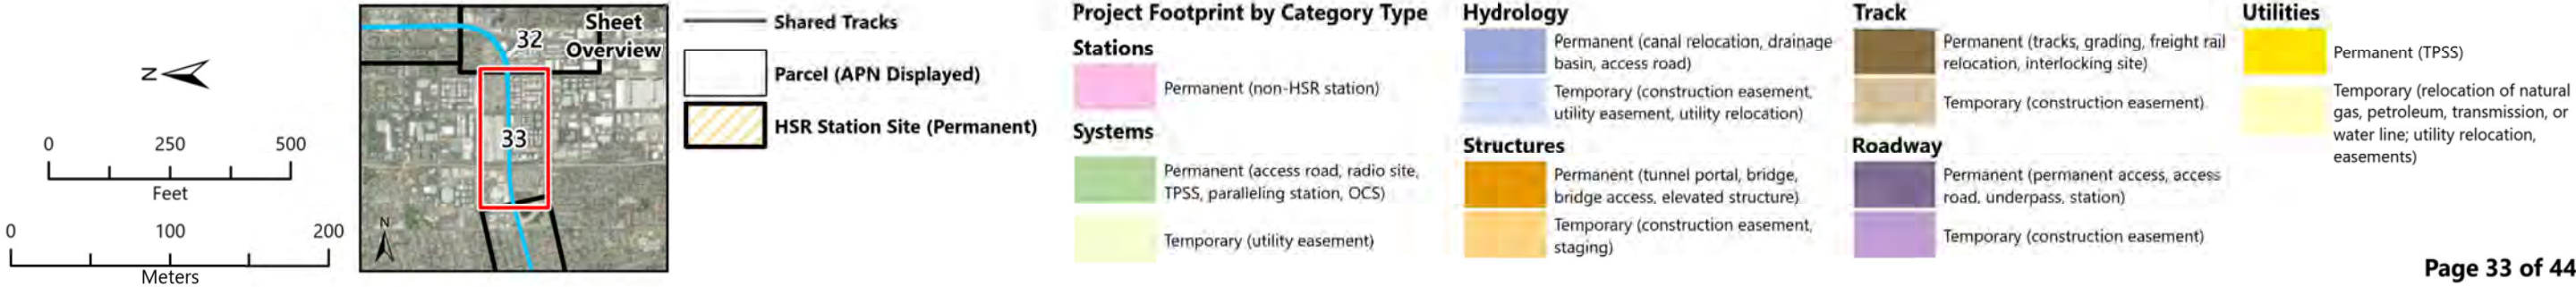 N
0 250 500
Feet
0 100 200
Meters
Sheet
Overview
32
33
N
Shared Tracks
Parcel (APN Displayed)
HSR Station Site (Permanent)
Project Footprint by Category Type
Stations
Permanent (non-HSR station)
Systems
Permanent (access road, radio site,
TPSS, paralleling station, OCS)
Temporary (utility easement)
Hydrology
Permanent (canal relocation, drainage
basin, access road)
Temporary (construction easement,
utility easement, utility relocation)
Structures
Permanent (tunnel portal, bridge,
bridge access, elevated structure)
Temporary (construction easement,
staging)
Track
Permanent (tracks, grading, freight rail
relocation, interlocking site)
Temporary (construction easement)
Roadway
Permanent (permanent access, access
road, underpass, station)
Temporary (construction easement)
Utilities
Permanent (TPSS)
Temporary (relocation of natural
gas, petroleum, transmission, or
water line; utility relocation,
easements)
Page 33 of 44